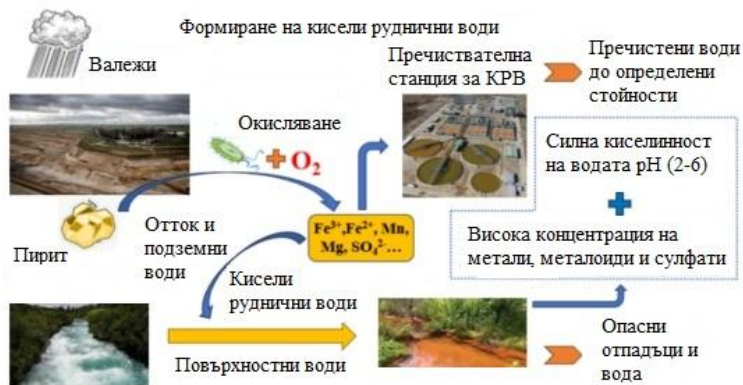 Формиране на кисели руднични води
Валежи
Пречиствателна
станция за КРВ
Пречистени води
до определени
стойности
Окисляване
+ O₂
Силна киселинност
на водата pH (2-6)
+
Висока концентрация на
метали, металоиди и сулфати
Пирит
Отток и
подземни
води
Fe³⁺,Fe²⁺, Mn,
Mg, SO₄²⁻…
Кисели
руднични води
Повърхностни води
Опасни
отпадъци и
вода